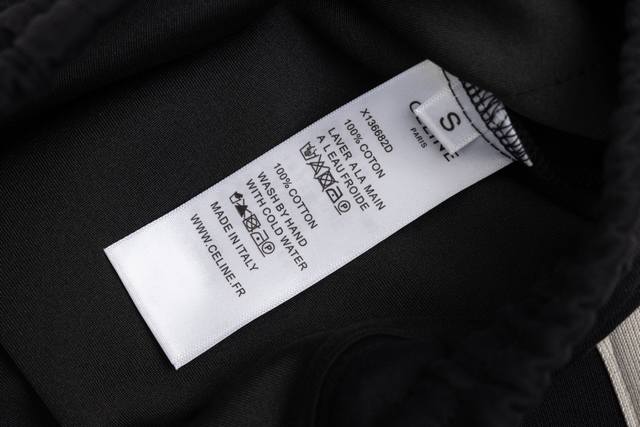 CELINE
PARIS
S
X136682D
100% COTON
LAVER A LA MAIN
A L EAU FROIDE
100% COTTON
WASH BY HAND
WITH COLD WATER
MADE IN ITALY
WWW.CELINE.FR